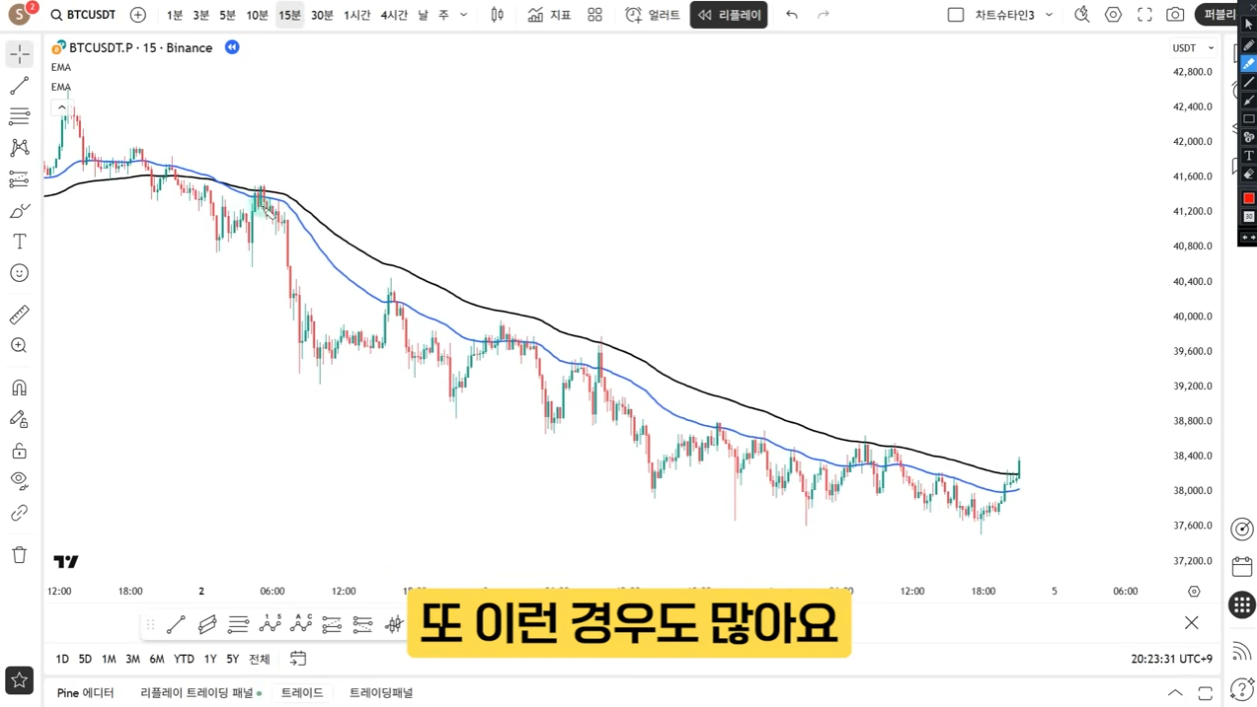 S 2 BTCUSDT 1분 3분 5분 10분 15분 30분 1시간 4시간 날 주 지표 얼러트 리플레이 차트슈타인3 퍼블리
BTCUSDT.P · 15 · Binance
USDT
EMA
EMA
42,800.0
42,400.0
42,000.0
41,600.0
41,200.0
40,800.0
40,400.0
40,000.0
39,600.0
39,200.0
38,800.0
38,400.0
38,000.0
37,600.0
37,200.0
12:00 18:00 2 06:00 12:00 12:00 18:00 5 06:00
또 이런 경우도 많아요
1D 5D 1M 3M 6M YTD 1Y 5Y 전체
20:23:31 UTC+9
Pine 에디터 리플레이 트레이딩 패널 트레이드 트레이딩패널